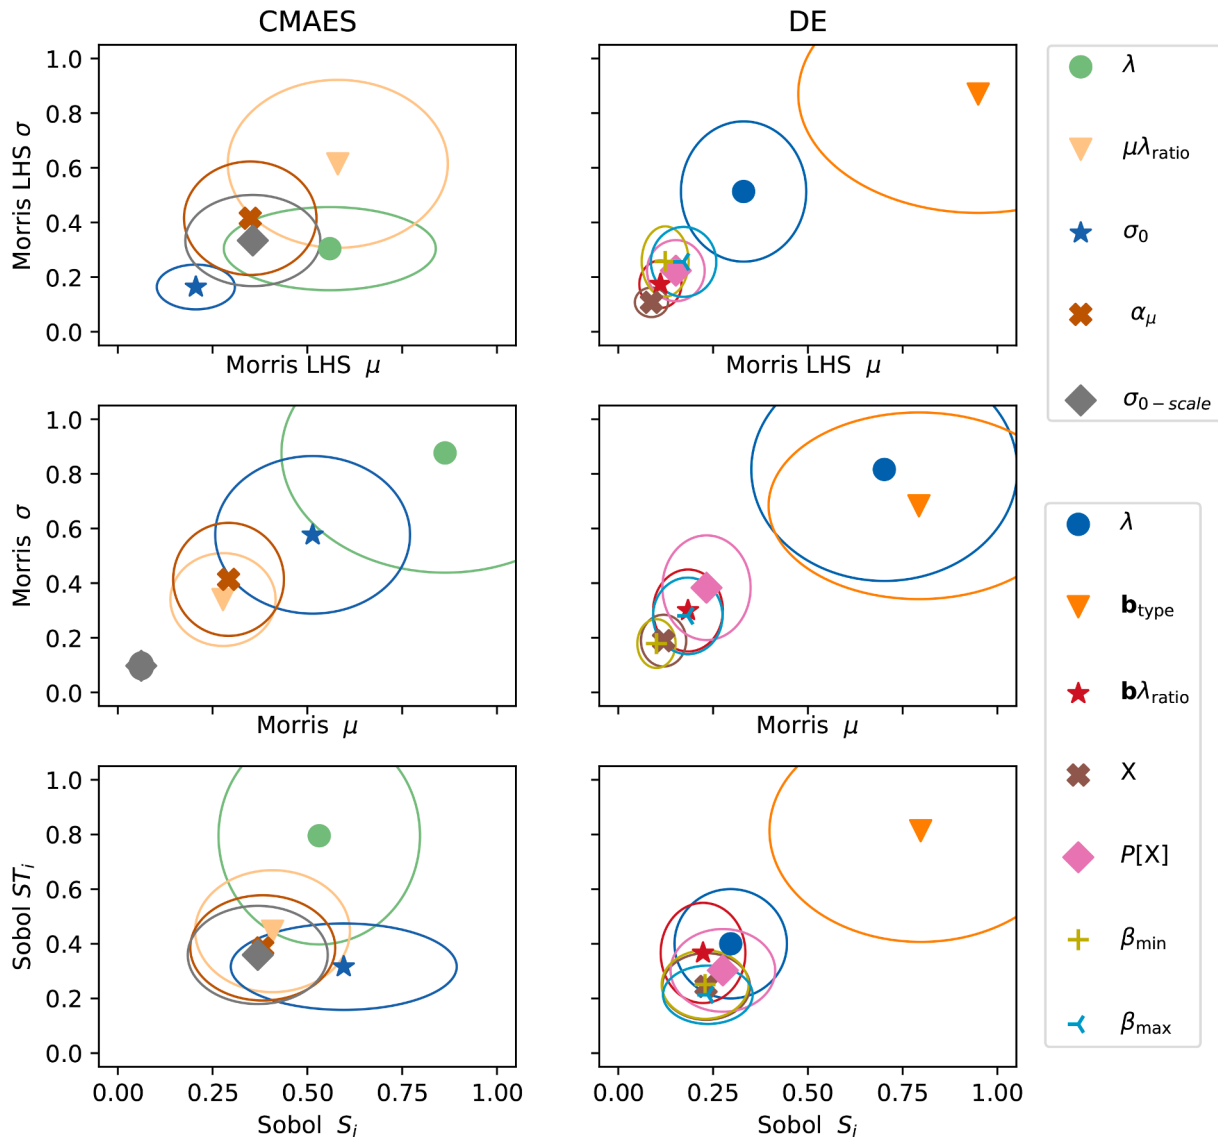 CMAES
DE
1.0
0.8
0.6
0.4
0.2
0.0
Morris LHS σ
Morris LHS μ
Morris LHS μ
λ
μλratio
σ0
αμ
σ0−scale
1.0
0.8
0.6
0.4
0.2
0.0
Morris σ
Morris μ
Morris μ
λ
btype
bλratio
X
P[X]
βmin
βmax
1.0
0.8
0.6
0.4
0.2
0.0
Sobol STi
0.00 0.25 0.50 0.75 1.00
Sobol Si
0.00 0.25 0.50 0.75 1.00
Sobol Si